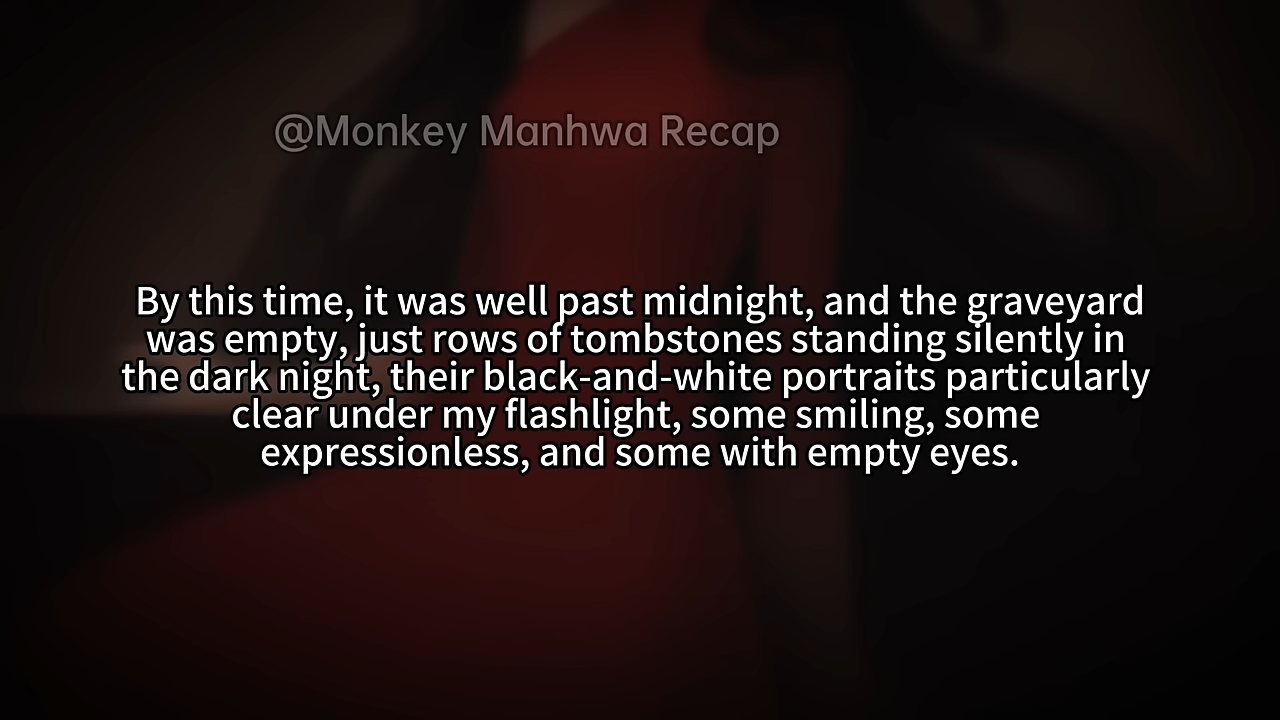 @Monkey Manhwa Recap
By this time, it was well past midnight, and the graveyard
was empty, just rows of tombstones standing silently in
the dark night, their black-and-white portraits particularly
clear under my flashlight, some smiling, some
expressionless, and some with empty eyes.